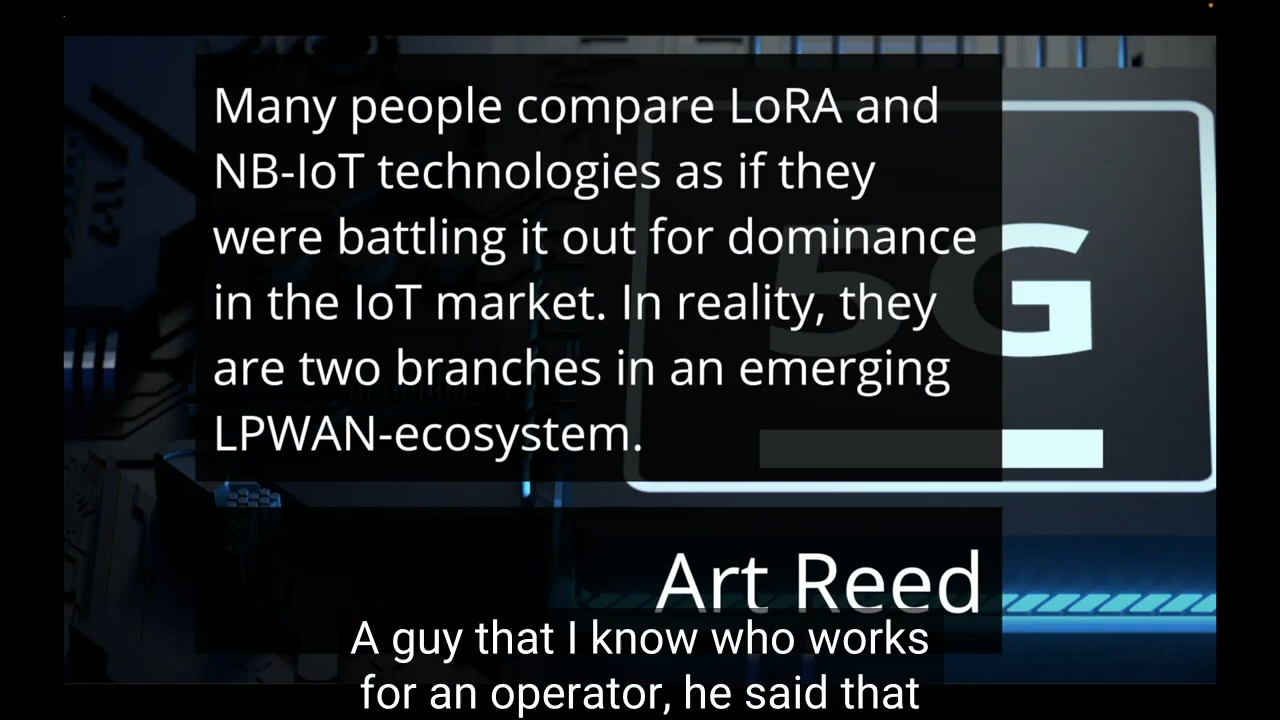 Many people compare LoRA and
NB-IoT technologies as if they
were battling it out for dominance
in the IoT market. In reality, they
are two branches in an emerging
LPWAN-ecosystem.
5G
Art Reed
A guy that I know who works
for an operator, he said that